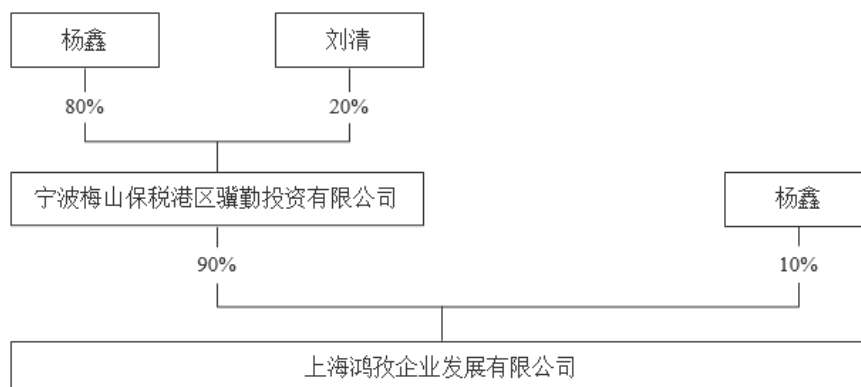 杨鑫
刘清
80%
20%
宁波梅山保税港区骥勤投资有限公司
杨鑫
90%
10%
上海鸿孜企业发展有限公司